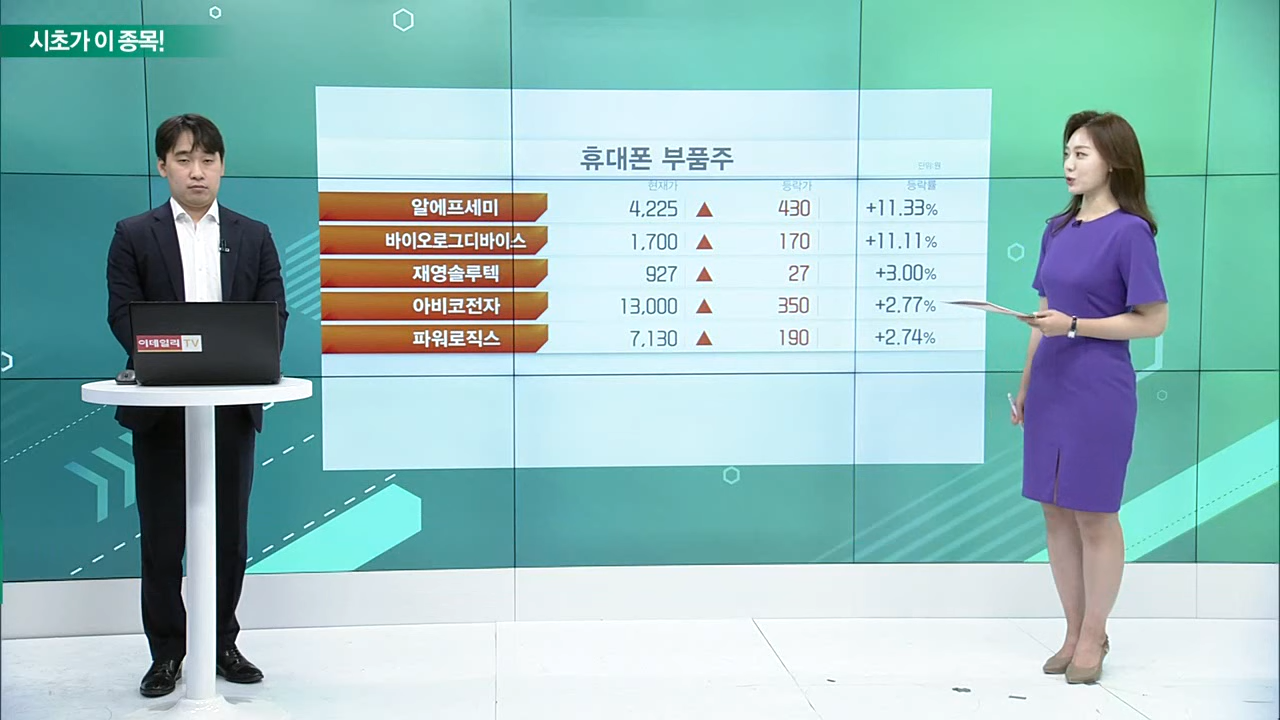 시초가 이 종목!
휴대폰 부품주
단위:원
현재가 등락가 등락률
알에프세미 4,225 ▲ 430 +11.33%
바이오로그디바이스 1,700 ▲ 170 +11.11%
재영솔루텍 927 ▲ 27 +3.00%
아비코전자 13,000 ▲ 350 +2.77%
파워로직스 7,130 ▲ 190 +2.74%
이데일리 TV